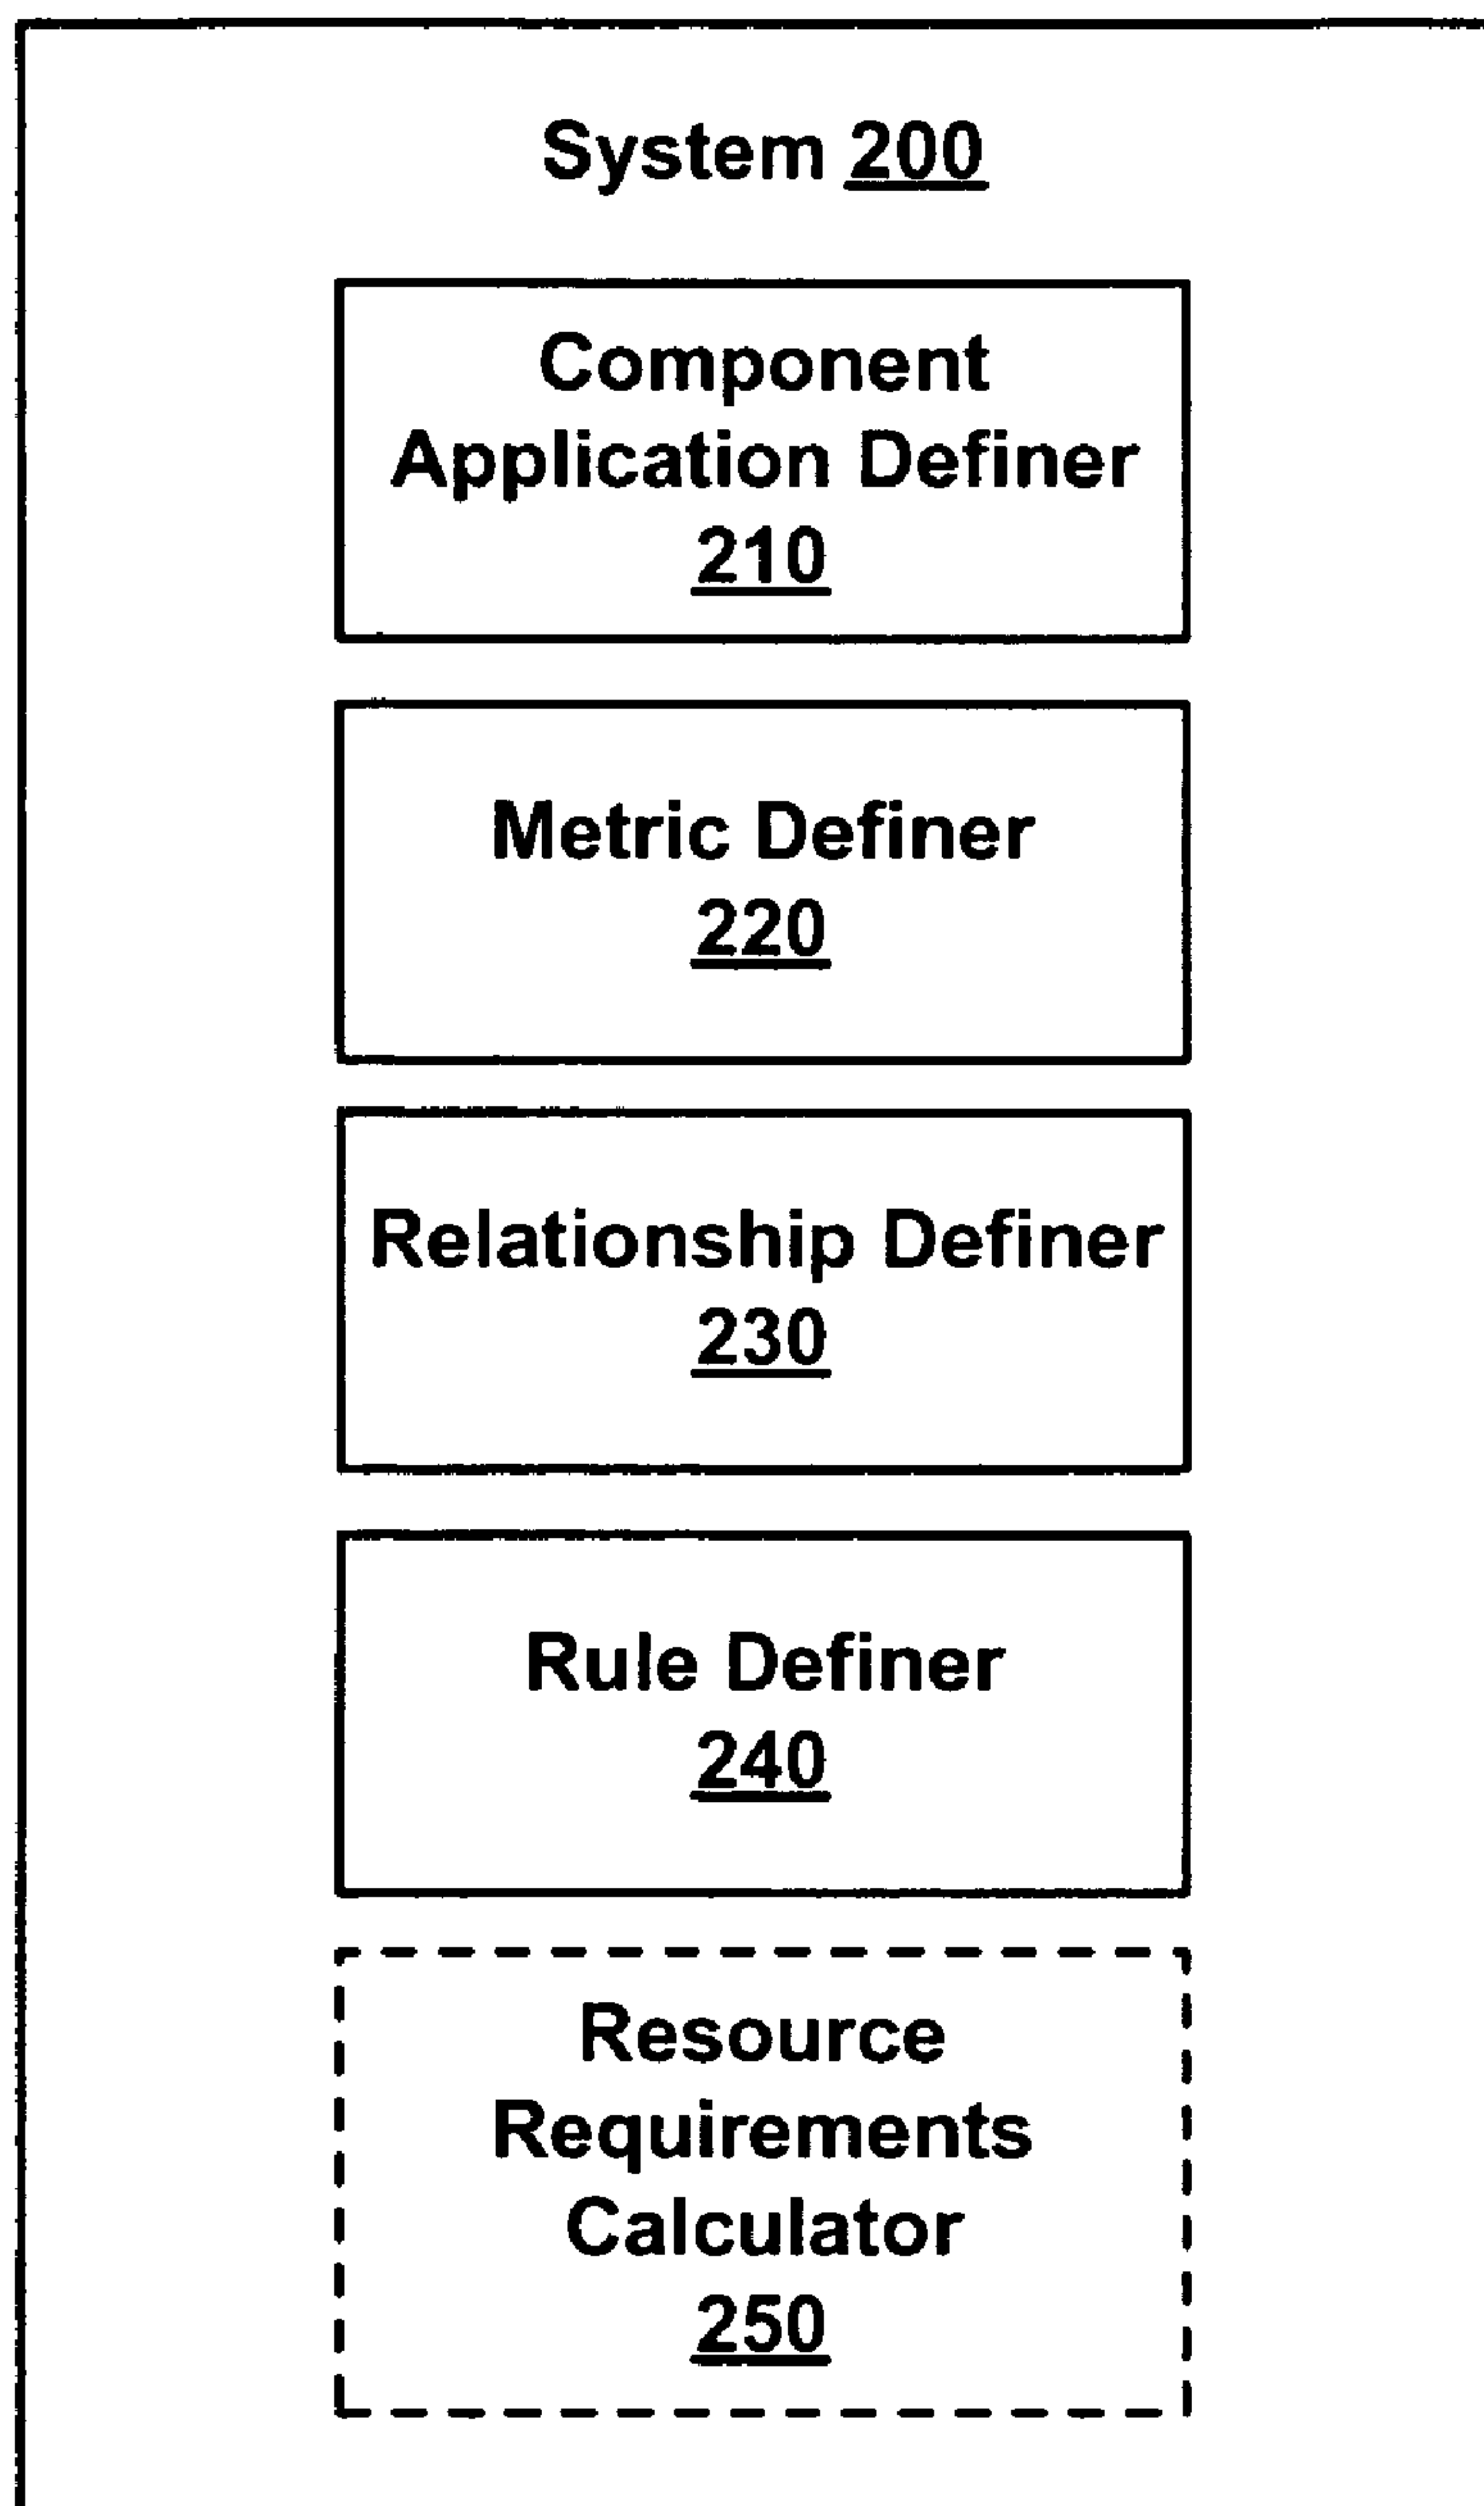 System 200
Component
Application Definer
210
Metric Definer
220
Relationship Definer
230
Rule Definer
240
Resource
Requirements
Calculator
250